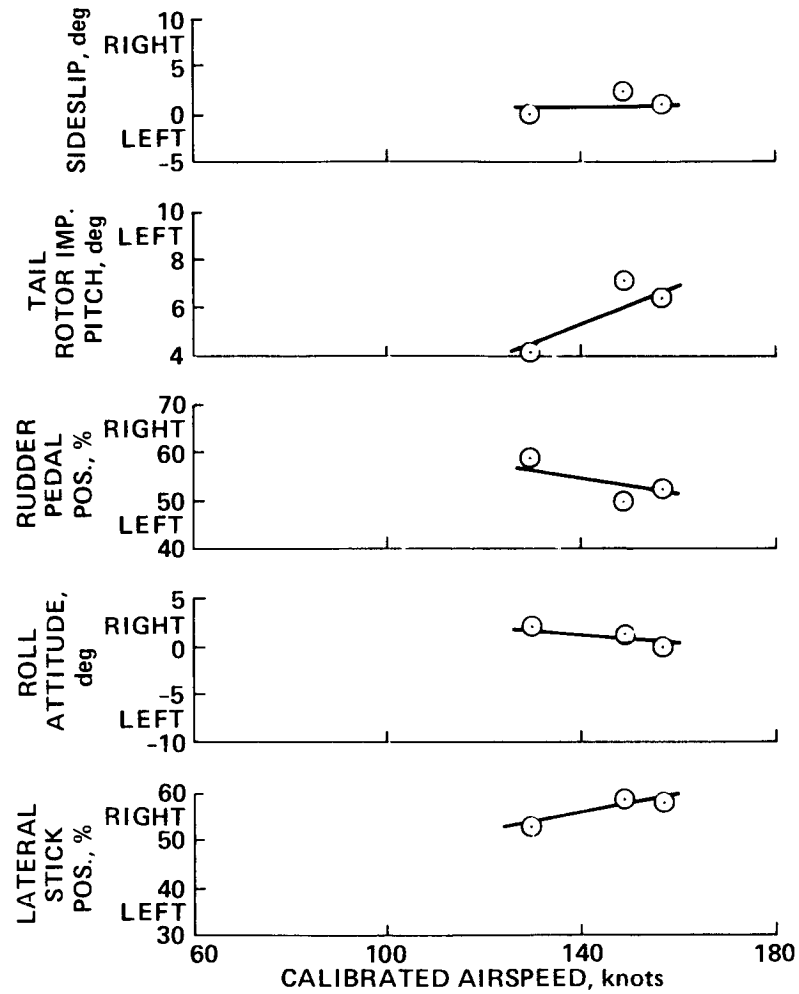 SIDESLIP, deg
10
RIGHT
5
0
LEFT
-5
TAIL
ROTOR IMP.
PITCH, deg
10
LEFT
8
6
4
RUDDER
PEDAL
POS., %
70
RIGHT
60
50
LEFT
40
ROLL
ATTITUDE,
deg
5
RIGHT
0
-5
LEFT
-10
LATERAL
STICK
POS., %
60
RIGHT
50
40
LEFT
30
60 100 140 180
CALIBRATED AIRSPEED, knots